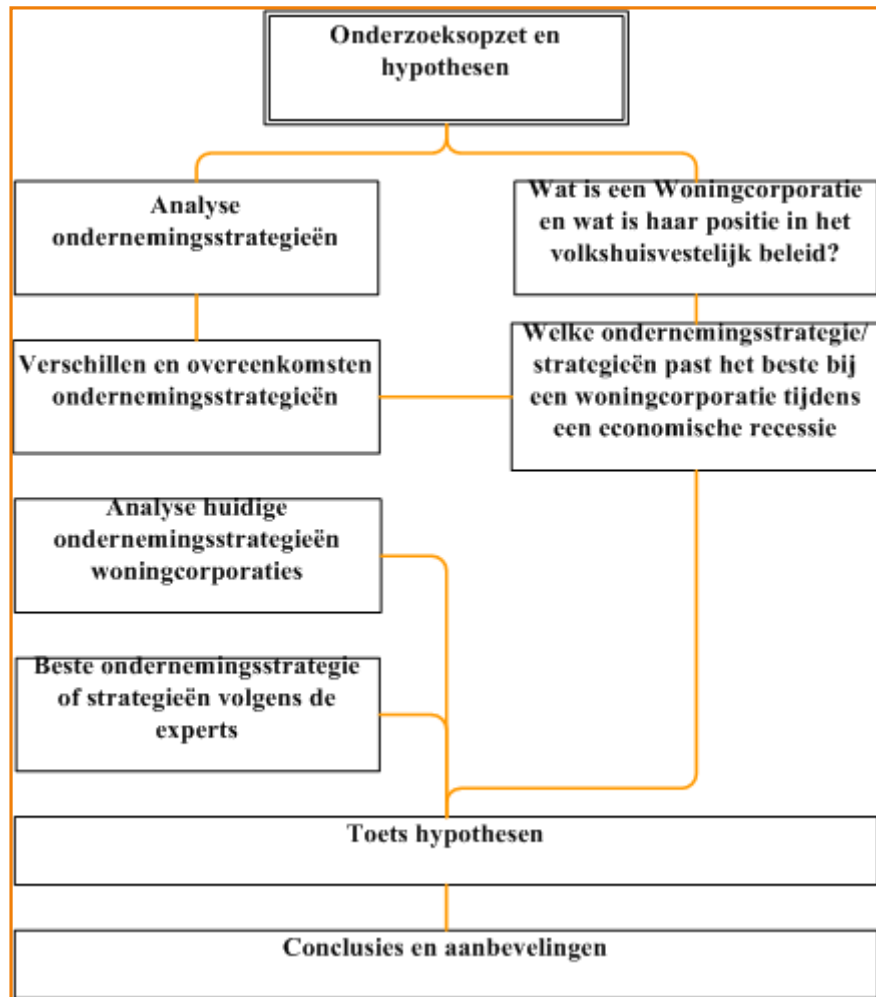 Onderzoeksopzet en
hypothesen
Analyse
ondernemingsstrategieën
Wat is een Woningcorporatie
en wat is haar positie in het
volkshuisvestelijk beleid?
Verschillen en overeenkomsten
ondernemingsstrategieën
Welke ondernemingsstrategie/
strategieën past het beste bij
een woningcorporatie tijdens
een economische recessie
Analyse huidige
ondernemingsstrategieën
woningcorporaties
Beste ondernemingsstrategie
of strategieën volgens de
experts
Toets hypothesen
Conclusies en aanbevelingen